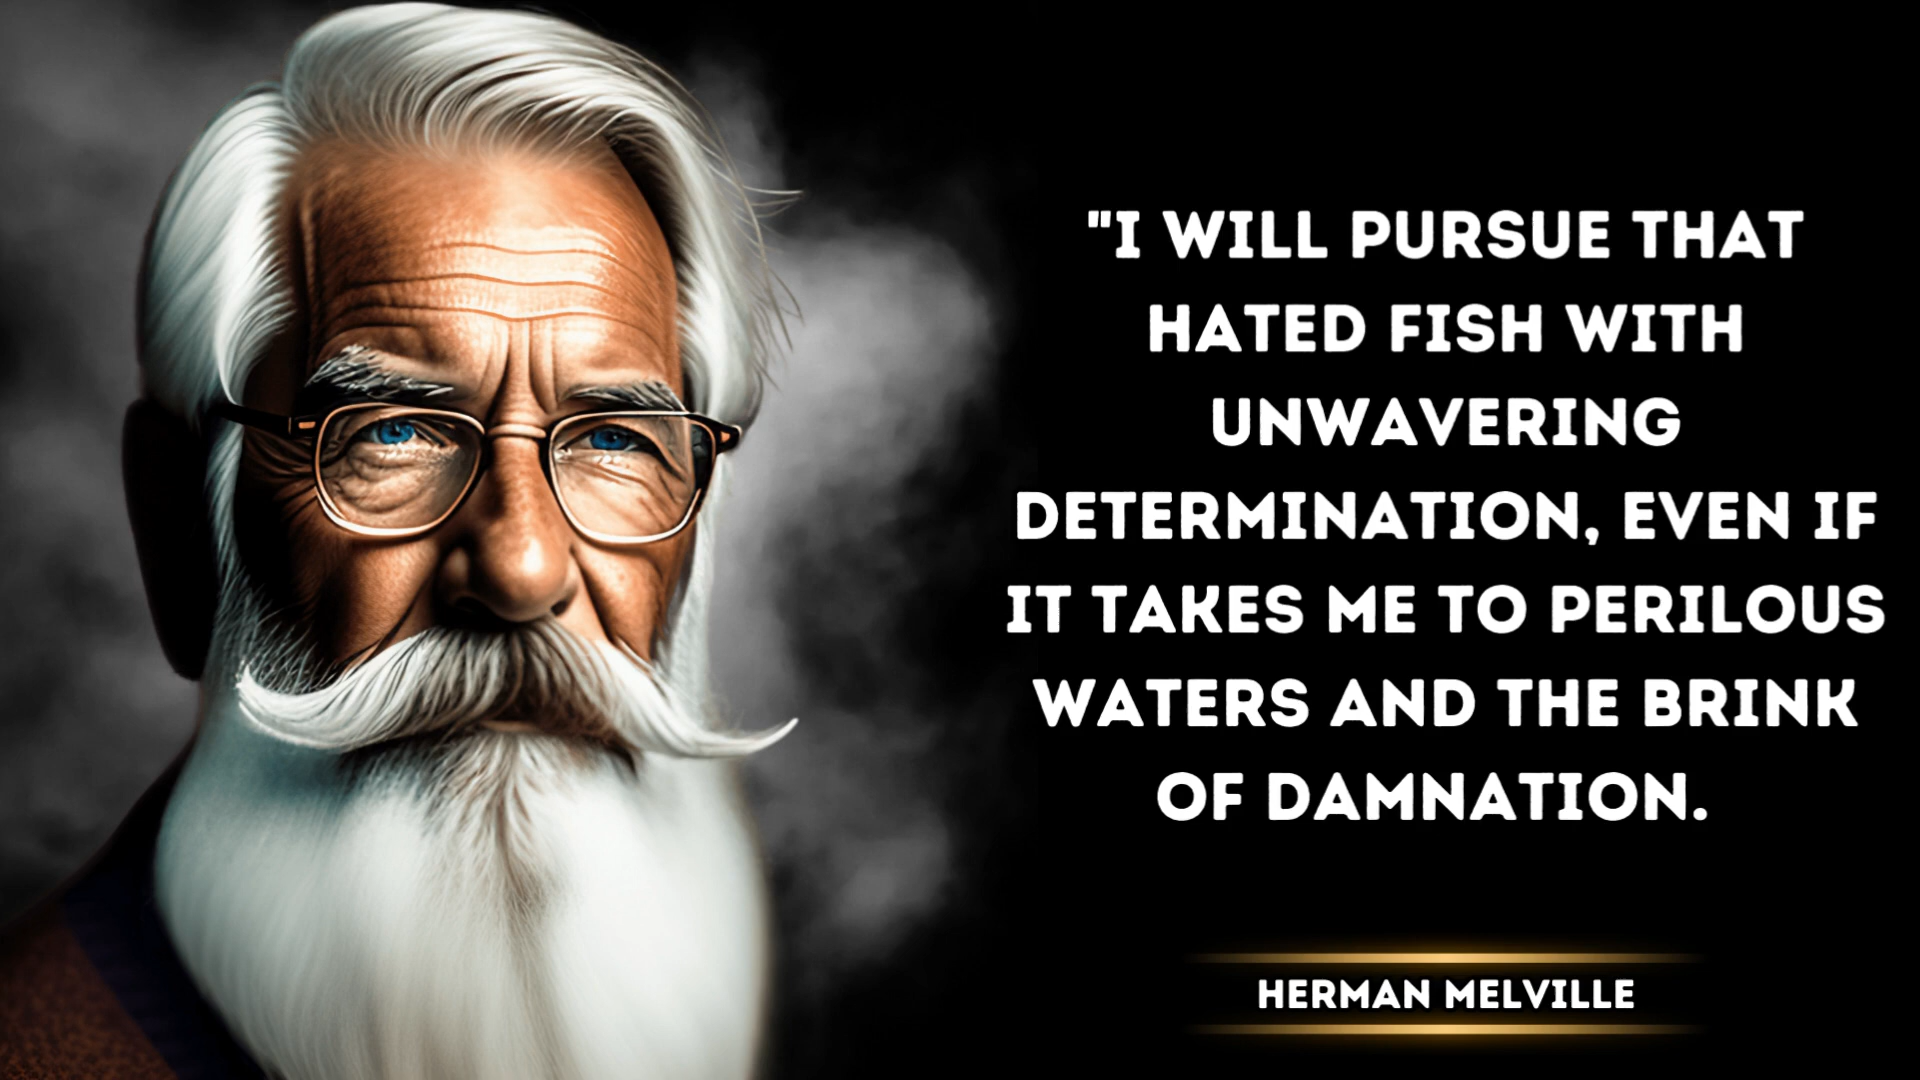 "I WILL PURSUE THAT
HATED FISH WITH
UNWAVERING
DETERMINATION, EVEN IF
IT TAKES ME TO PERILOUS
WATERS AND THE BRINK
OF DAMNATION.
HERMAN MELVILLE